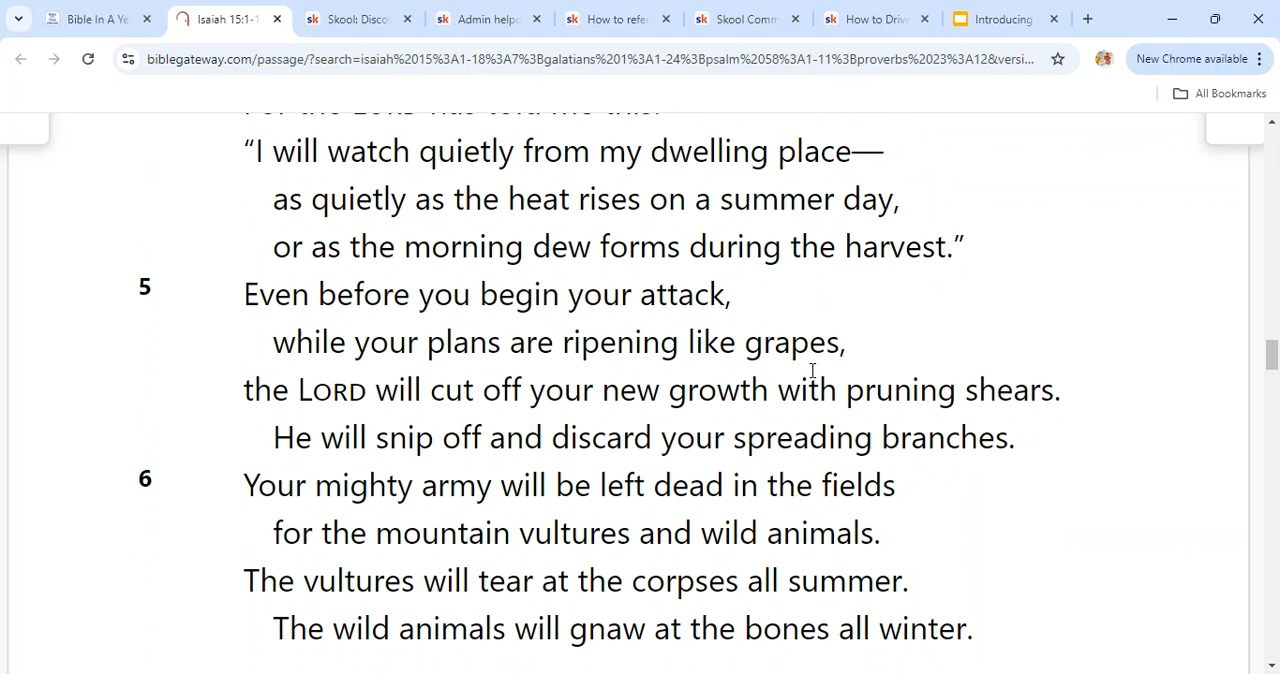 Bible In A Ye
Isaiah 15:1-1
Skool: Disco
Admin help
How to refer
Skool Comm
How to Drive
Introducing
biblegateway.com/passage/?search=isaiah%2015%3A1-18%3A7%3Bgalatians%201%3A1-24%3Bpsalm%2058%3A1-11%3Bproverbs%2023%3A12&versi...
New Chrome available
All Bookmarks
“I will watch quietly from my dwelling place—
as quietly as the heat rises on a summer day,
or as the morning dew forms during the harvest.”
5 Even before you begin your attack,
while your plans are ripening like grapes,
the LORD will cut off your new growth with pruning shears.
He will snip off and discard your spreading branches.
6 Your mighty army will be left dead in the fields
for the mountain vultures and wild animals.
The vultures will tear at the corpses all summer.
The wild animals will gnaw at the bones all winter.